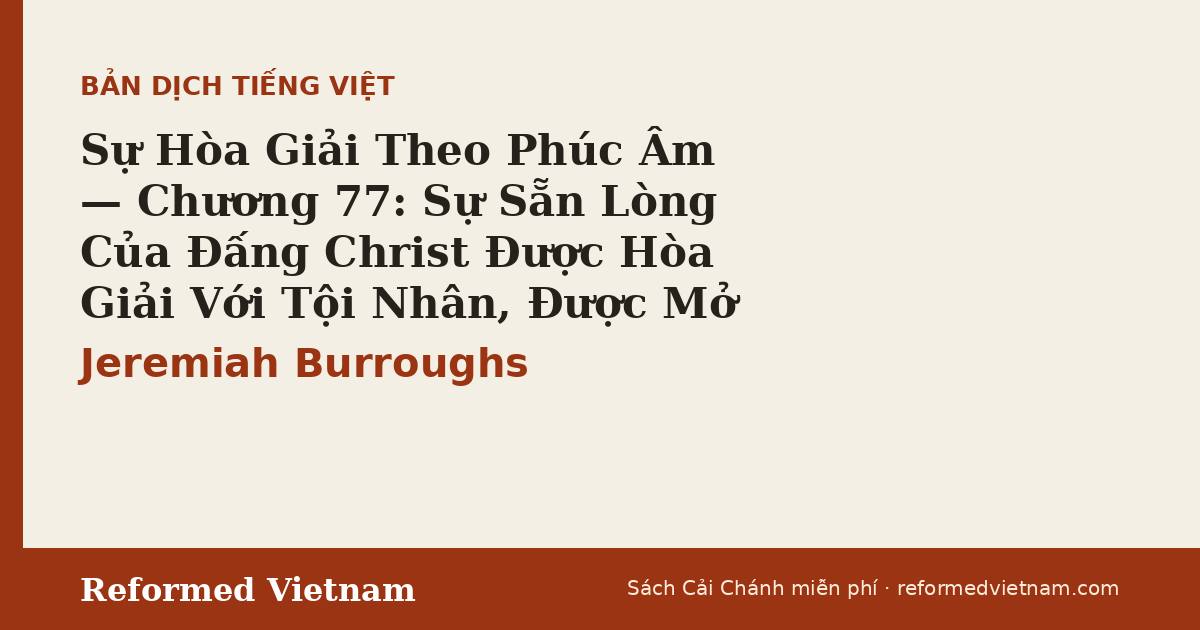 BẢN DỊCH TIẾNG VIỆT
Sự Hòa Giải Theo Phúc Âm
— Chương 77: Sự Sẵn Lòng
Của Đấng Christ Được Hòa
Giải Với Tội Nhân, Được Mở
Jeremiah Burroughs
Reformed Vietnam
Sách Cải Chánh miễn phí · reformedvietnam.com